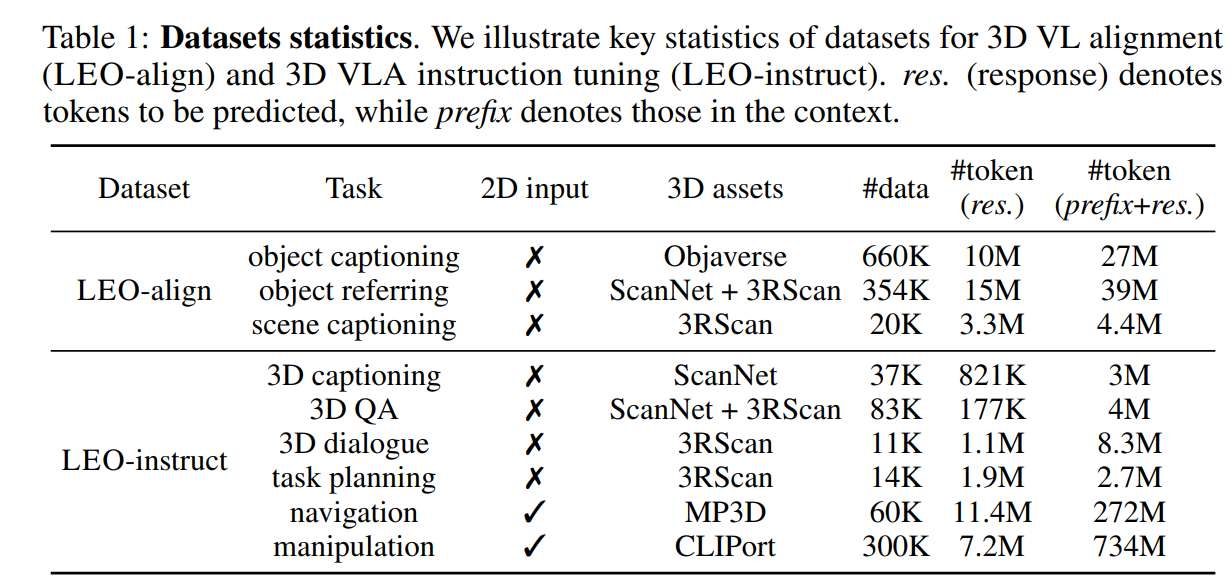 Table 1: Datasets statistics. We illustrate key statistics of datasets for 3D VL alignment
(LEO-align) and 3D VLA instruction tuning (LEO-instruct). res. (response) denotes
tokens to be predicted, while prefix denotes those in the context.
Dataset Task 2D input 3D assets #data #token (res.) #token (prefix+res.)
object captioning ✗ Objaverse 660K 10M 27M
LEO-align object referring ✗ ScanNet + 3RScan 354K 15M 39M
scene captioning ✗ 3RScan 20K 3.3M 4.4M
3D captioning ✗ ScanNet 37K 821K 3M
3D QA ✗ ScanNet + 3RScan 83K 177K 4M
3D dialogue ✗ 3RScan 11K 1.1M 8.3M
LEO-instruct
task planning ✗ 3RScan 14K 1.9M 2.7M
navigation ✓ MP3D 60K 11.4M 272M
manipulation ✓ CLIPort 300K 7.2M 734M